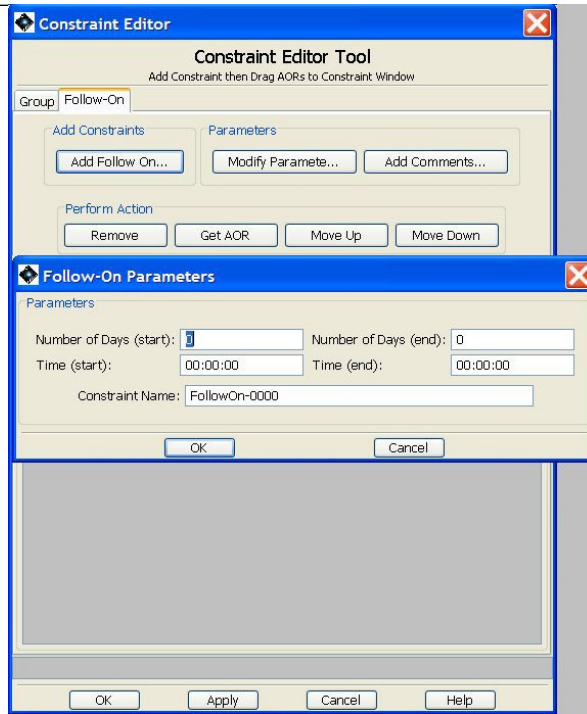 Constraint Editor
Constraint Editor Tool
Add Constraint then Drag AORs to Constraint Window
Group Follow-On
Add Constraints Parameters
Add Follow On... Modify Paramete... Add Comments...
Perform Action
Remove Get AOR Move Up Move Down
Follow-On Parameters
Parameters
Number of Days (start): 0 Number of Days (end): 0
Time (start): 00:00:00 Time (end): 00:00:00
Constraint Name: FollowOn-0000
OK Cancel
OK Apply Cancel Help